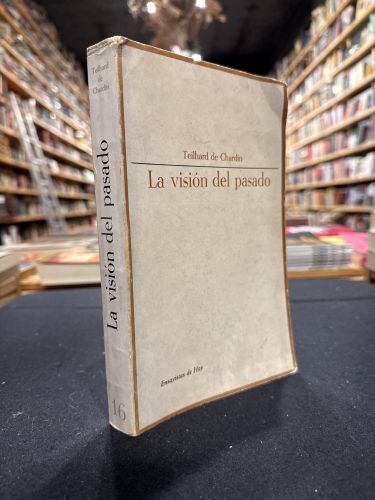 Teilhard
de
Chardin
La visión del pasado
16
Teilhard de Chardin
La visión del pasado
Ensayistas de Hoy